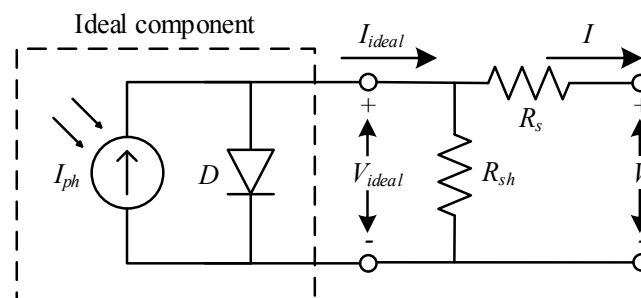 Ideal component
I_ideal
I
+
+
I_ph
D
V_ideal
R_sh
R_s
V
-
-